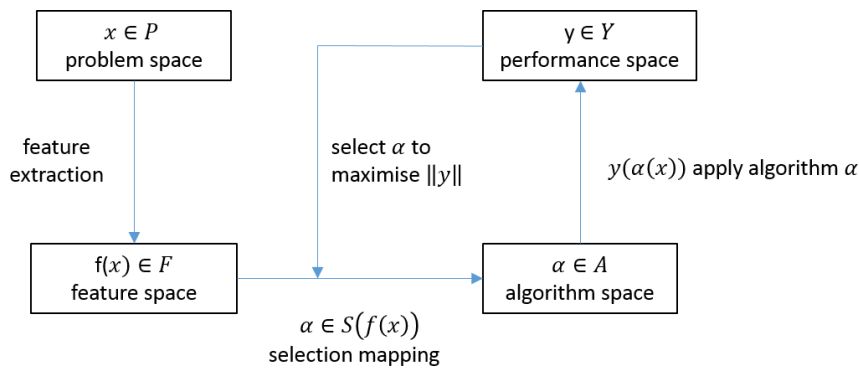 x ∈ P
problem space
y ∈ Y
performance space
feature
extraction
select α to
maximise ‖y‖
y(α(x)) apply algorithm α
f(x) ∈ F
feature space
α ∈ A
algorithm space
α ∈ S(f(x))
selection mapping